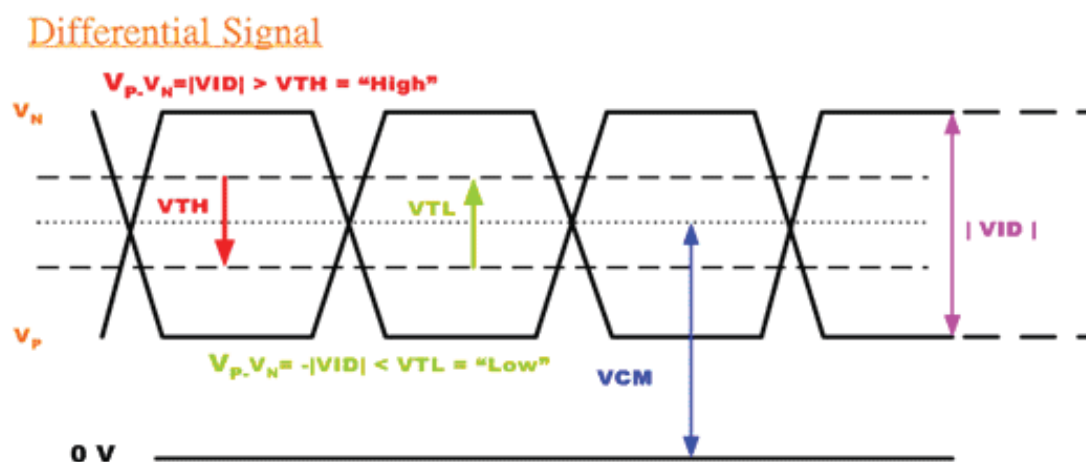 Differential Signal
VP-VN=|VID| > VTH = “High”
VN
VTH
VTL
| VID |
VP
VP-VN= -|VID| < VTL = “Low”
VCM
0 V